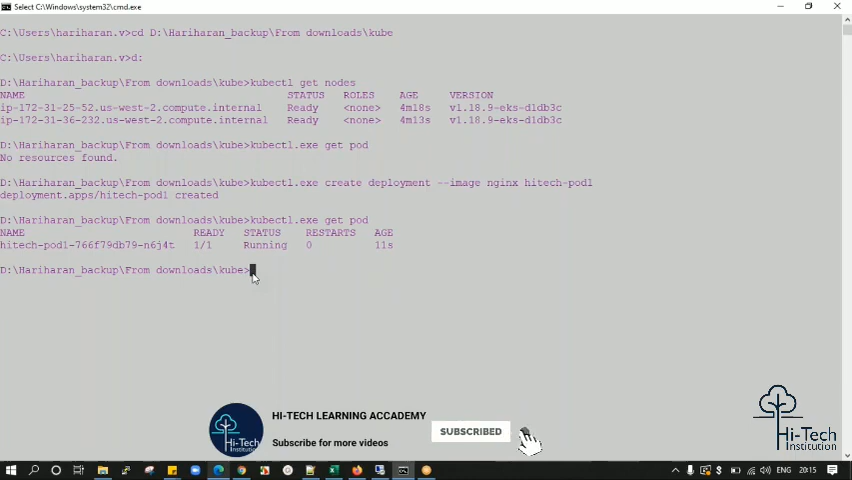 Select C:\Windows\system32\cmd.exe
C:\Users\hariharan.v>cd D:\Hariharan_backup\From downloads\kube
C:\Users\hariharan.v>d:
D:\Hariharan_backup\From downloads\kube>kubectl get nodes
NAME STATUS ROLES AGE VERSION
ip-172-31-25-52.us-west-2.compute.internal Ready <none> 4m18s v1.18.9-eks-d1db3c
ip-172-31-36-232.us-west-2.compute.internal Ready <none> 4m13s v1.18.9-eks-d1db3c
D:\Hariharan_backup\From downloads\kube>kubectl.exe get pod
No resources found.
D:\Hariharan_backup\From downloads\kube>kubectl.exe create deployment --image nginx hitech-pod1
deployment.apps/hitech-pod1 created
D:\Hariharan_backup\From downloads\kube>kubectl.exe get pod
NAME READY STATUS RESTARTS AGE
hitech-pod1-766f79db79-n6j4t 1/1 Running 0 11s
D:\Hariharan_backup\From downloads\kube>
HI-TECH LEARNING ACCADEMY
Subscribe for more videos
SUBSCRIBED
Hi-Tech
Institution
Hi-Tech
Institution
ENG 20:15